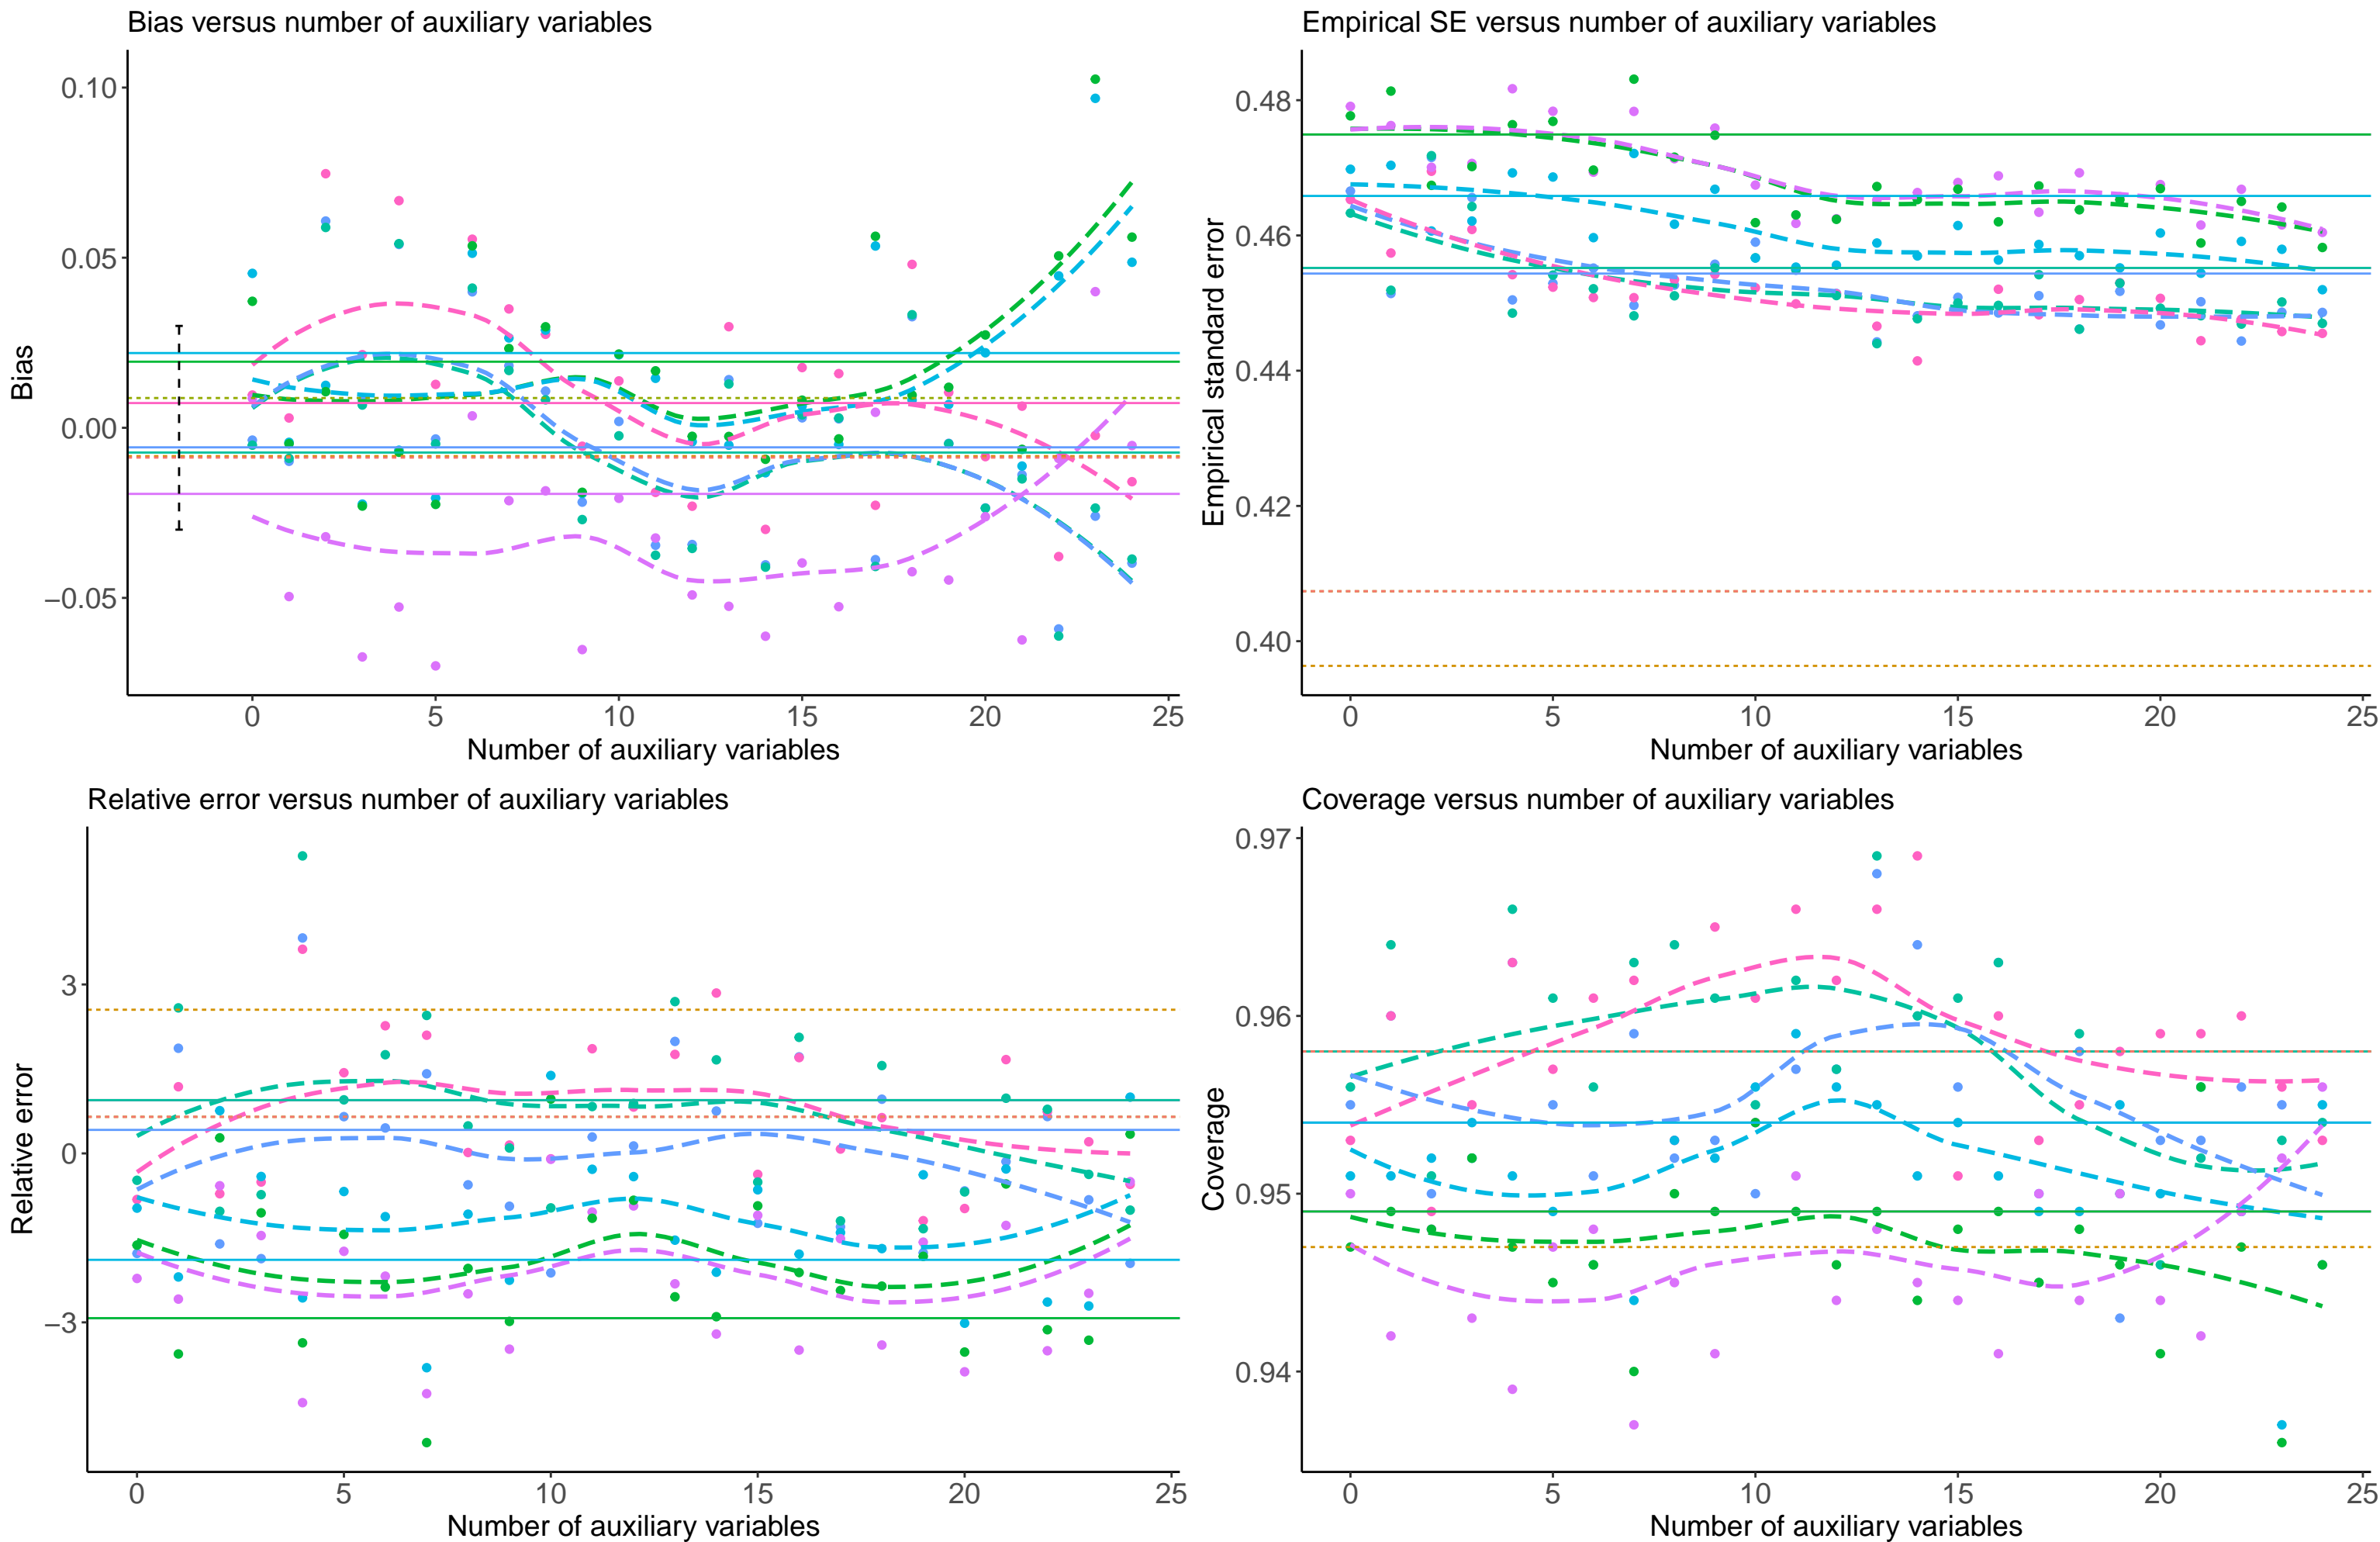 Bias versus number of auxiliary variables
0.10
0.05
0.00
−0.05
Bias
0 5 10 15 20 25
Number of auxiliary variables
Empirical SE versus number of auxiliary variables
0.48
0.46
0.44
0.42
0.40
Empirical standard error
0 5 10 15 20 25
Number of auxiliary variables
Relative error versus number of auxiliary variables
3
0
−3
Relative error
0 5 10 15 20 25
Number of auxiliary variables
Coverage versus number of auxiliary variables
0.97
0.96
0.95
0.94
Coverage
0 5 10 15 20 25
Number of auxiliary variables